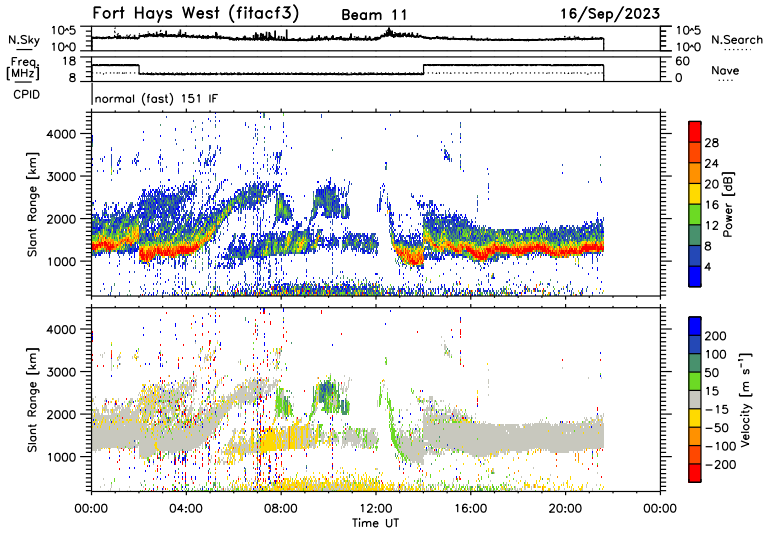 Fort Hays West (fitacf3) Beam 11 16/Sep/2023
N.Sky 10^5 10^0 10^5 10^0 N.Search
Freq. [MHz] 18 8 60 0 Nave
CPID normal (fast) 151 IF
Slant Range [km] 4000 3000 2000 1000
Power [dB] 28 24 20 16 12 8 4
Slant Range [km] 4000 3000 2000 1000
Velocity [m s⁻¹] 200 100 50 15 −15 −50 −100 −200
00:00 04:00 08:00 12:00 16:00 20:00 00:00
Time UT